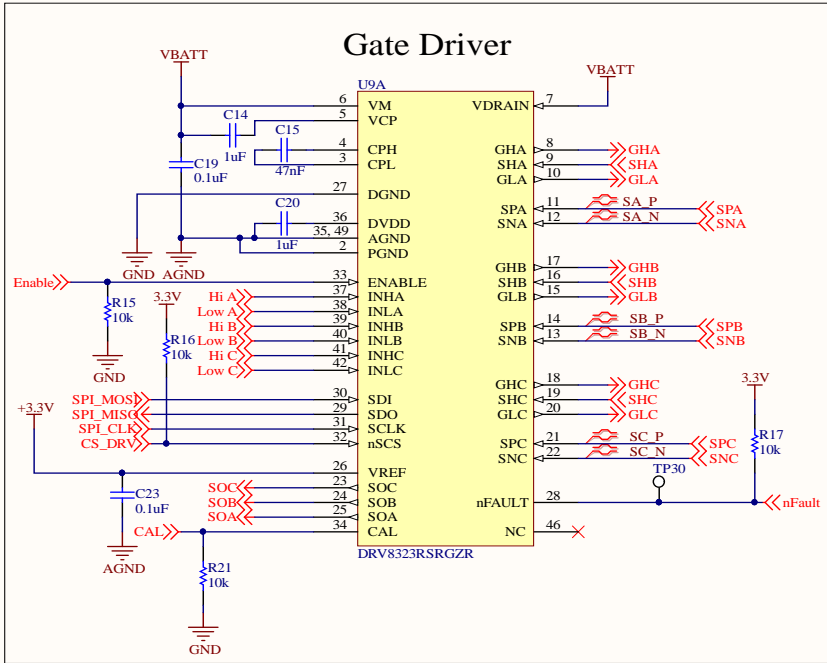 Gate Driver
VBATT
U9A
VBATT
6 VM
VDRAIN 7
C14
5 VCP
1uF
C15
4 CPH
GHA 8 GHA
C19
0.1uF
47nF
3 CPL
SHA 9 SHA
GLA 10 GLA
27 DGND
C20
1uF
SPA 11 SA_P SPA
36 DVDD
SNA 12 SA_N SNA
35, 49 AGND
2 PGND
GND
AGND
GHB 17 GHB
Enable
33 ENABLE
SHB 16 SHB
R15
10k
3.3V
Hi A 37 INHA
GLB 15 GLB
Low A 38 INLA
Hi B 39 INHB
SPB 14 SB_P SPB
R16
10k
Low B 40 INLB
SNB 13 SB_N SNB
Hi C 41 INHC
GND
Low C 42 INLC
GHC 18 GHC
3.3V
SPI_MOSI 30 SDI
SHC 19 SHC
+3.3V
SPI_MISO 29 SDO
GLC 20 GLC
SPI_CLK 31 SCLK
CS_DRV 32 nSCS
SPC 21 SC_P SPC
R17
10k
SNC 22 SC_N SNC
26 VREF
TP30
C23
0.1uF
SOC 23 SOC
SOB 24 SOB
nFAULT 28 nFault
SOA 25 SOA
CAL 34 CAL
NC 46
AGND
DRV8323RSRGZR
R21
10k
GND